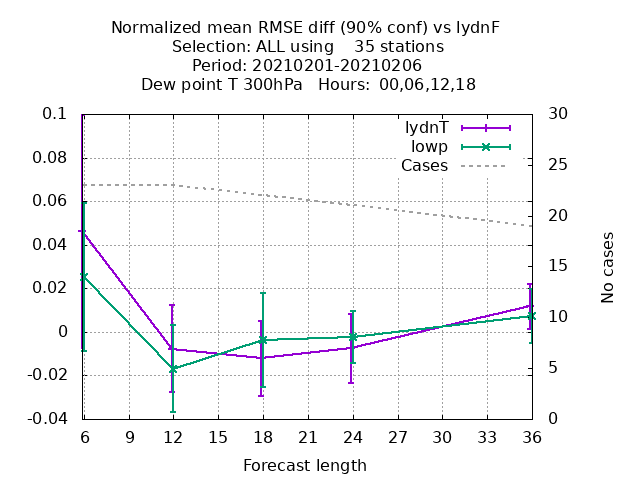 Normalized mean RMSE diff (90% conf) vs lydnF
Selection: ALL using    35 stations
Period: 20210201-20210206
Dew point T 300hPa   Hours:  00,06,12,18
0.1
0.08
0.06
0.04
0.02
0
-0.02
-0.04
30
25
20
15
10
5
0
lydnT
lowp
Cases
No cases
6 9 12 15 18 21 24 27 30 33 36
Forecast length